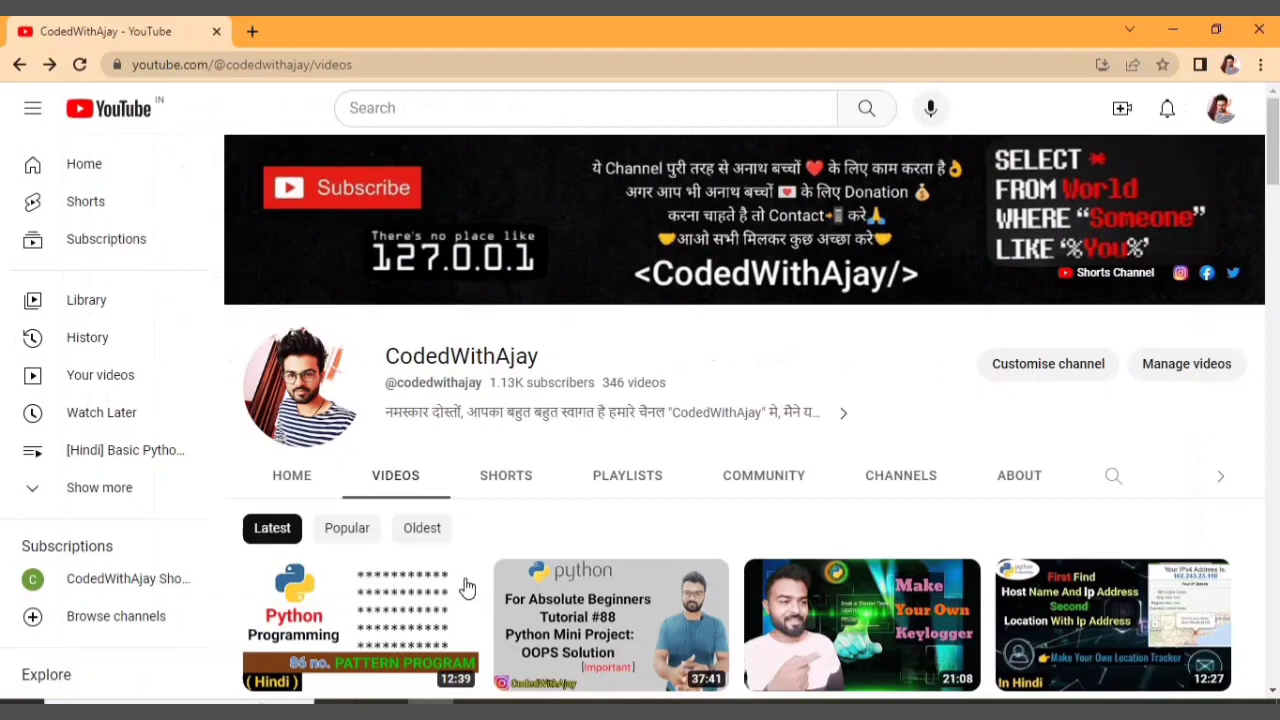 CodedWithAjay - YouTube
youtube.com/@codedwithajay/videos
YouTube IN
Search
Home
Shorts
Subscriptions
Library
History
Your videos
Watch Later
[Hindi] Basic Pytho...
Show more
Subscriptions
C
CodedWithAjay Sho...
Browse channels
Explore
Subscribe
There's no place like
127.0.0.1
ये Channel पुरी तरह से अनाथ बच्चों ❤️ के लिए काम करता है👌
अगर आप भी अनाथ बच्चों 💌 के लिए Donation 💰
करना चाहते है तो Contact📲 करे🙏
🤝आओ सभी मिलकर कुछ अच्छा करे🤝
<CodedWithAjay/>
SELECT *
FROM World
WHERE “Someone”
LIKE ‘%You%’
Shorts Channel
CodedWithAjay
@codedwithajay 1.13K subscribers 346 videos
नमस्कार दोस्तों, आपका बहुत बहुत स्वागत है हमारे चैनल "CodedWithAjay" मे, मैने य...
Customise channel
Manage videos
HOME
VIDEOS
SHORTS
PLAYLISTS
COMMUNITY
CHANNELS
ABOUT
Latest
Popular
Oldest
Python
Programming
***********
***********
***********
***********
***********
86 no. PATTERN PROGRAM
( Hindi )
12:39
python
For Absolute Beginners
Tutorial #88
Python Mini Project:
OOPS Solution
[Important]
CodedWithAjay
37:41
Make
Your Own
Keylogger
21:08
First Find
Host Name And Ip Address
Second
Location With Ip Address
Your IPv4 Address Is:
Make Your Own Location Tracker
In Hindi
12:27